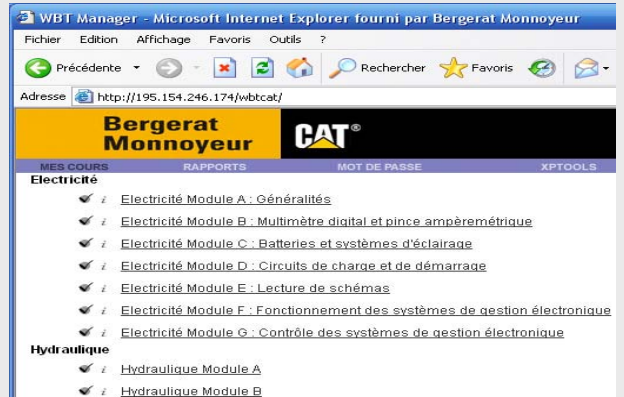 WBT Manager - Microsoft Internet Explorer fourni par Bergerat Monnoyeur
Fichier Edition Affichage Favoris Outils ?
Précédente Rechercher Favoris
Adresse http://195.154.246.174/wbtcat/
Bergerat
Monnoyeur
CAT®
MES COURS RAPPORTS MOT DE PASSE XPTOOLS
Electricité
i Electricité Module A : Généralités
i Electricité Module B : Multimètre digital et pince ampèremétrique
i Electricité Module C : Batteries et systèmes d'éclairage
i Electricité Module D : Circuits de charge et de démarrage
i Electricité Module E : Lecture de schémas
i Electricité Module F : Fonctionnement des systèmes de gestion électronique
i Electricité Module G : Contrôle des systèmes de gestion électronique
Hydraulique
i Hydraulique Module A
i Hydraulique Module B